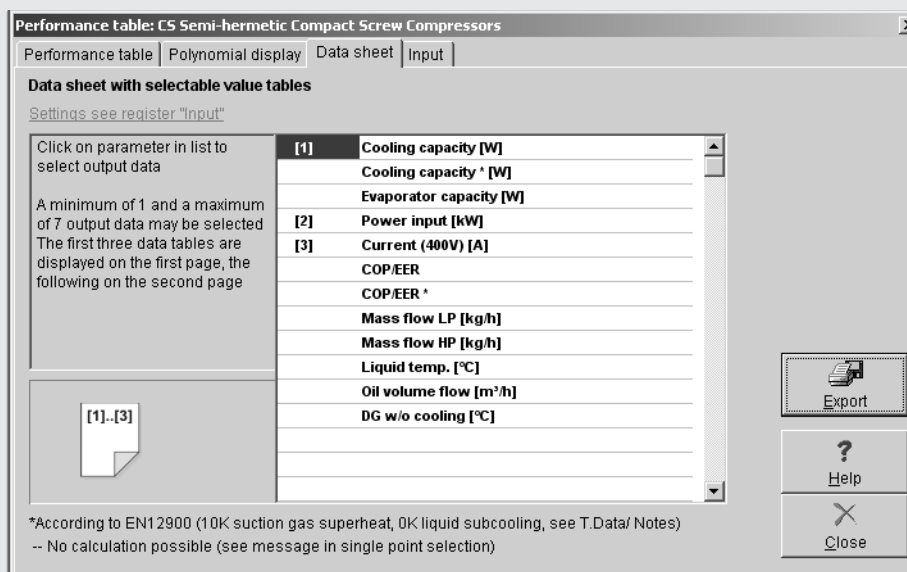 Performance table: CS Semi-hermetic Compact Screw Compressors
Performance table
Polynomial display
Data sheet
Input
Data sheet with selectable value tables
Settings see register "Input"
Click on parameter in list to
select output data
A minimum of 1 and a maximum
of 7 output data may be selected
The first three data tables are
displayed on the first page, the
following on the second page
[1] Cooling capacity [W]
Cooling capacity * [W]
Evaporator capacity [W]
[2] Power input [kW]
[3] Current (400V) [A]
COP/EER
COP/EER *
Mass flow LP [kg/h]
Mass flow HP [kg/h]
Liquid temp. [°C]
Oil volume flow [m³/h]
DG w/o cooling [°C]
[1]..[3]
Export
?
Help
Close
*According to EN12900 (10K suction gas superheat, 0K liquid subcooling, see T.Data/ Notes)
-- No calculation possible (see message in single point selection)